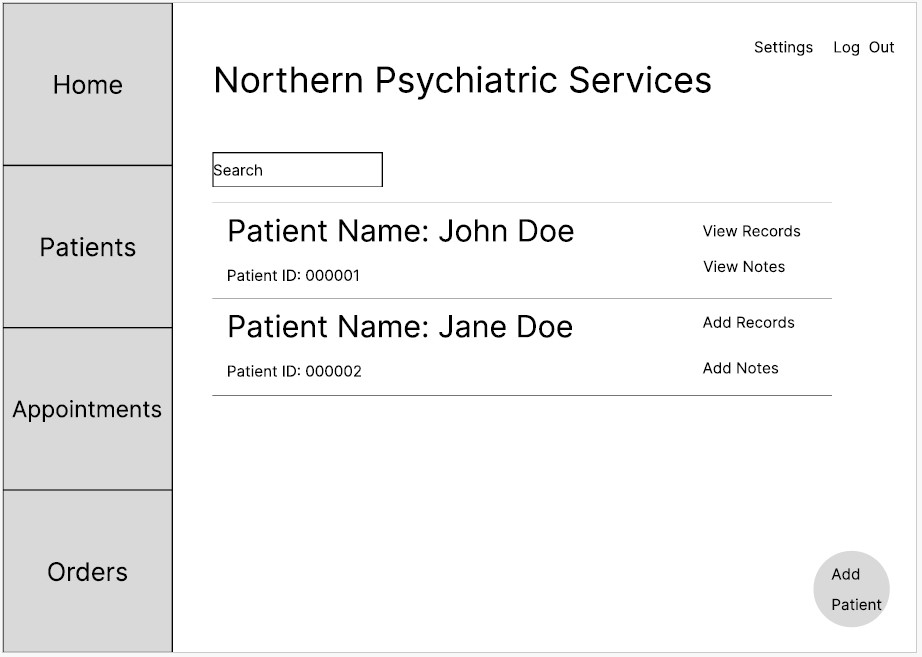 Settings Log Out
Northern Psychiatric Services
Home
Patients
Appointments
Orders
Search
Patient Name: John Doe
View Records
Patient ID: 000001
View Notes
Patient Name: Jane Doe
Add Records
Patient ID: 000002
Add Notes
Add
Patient